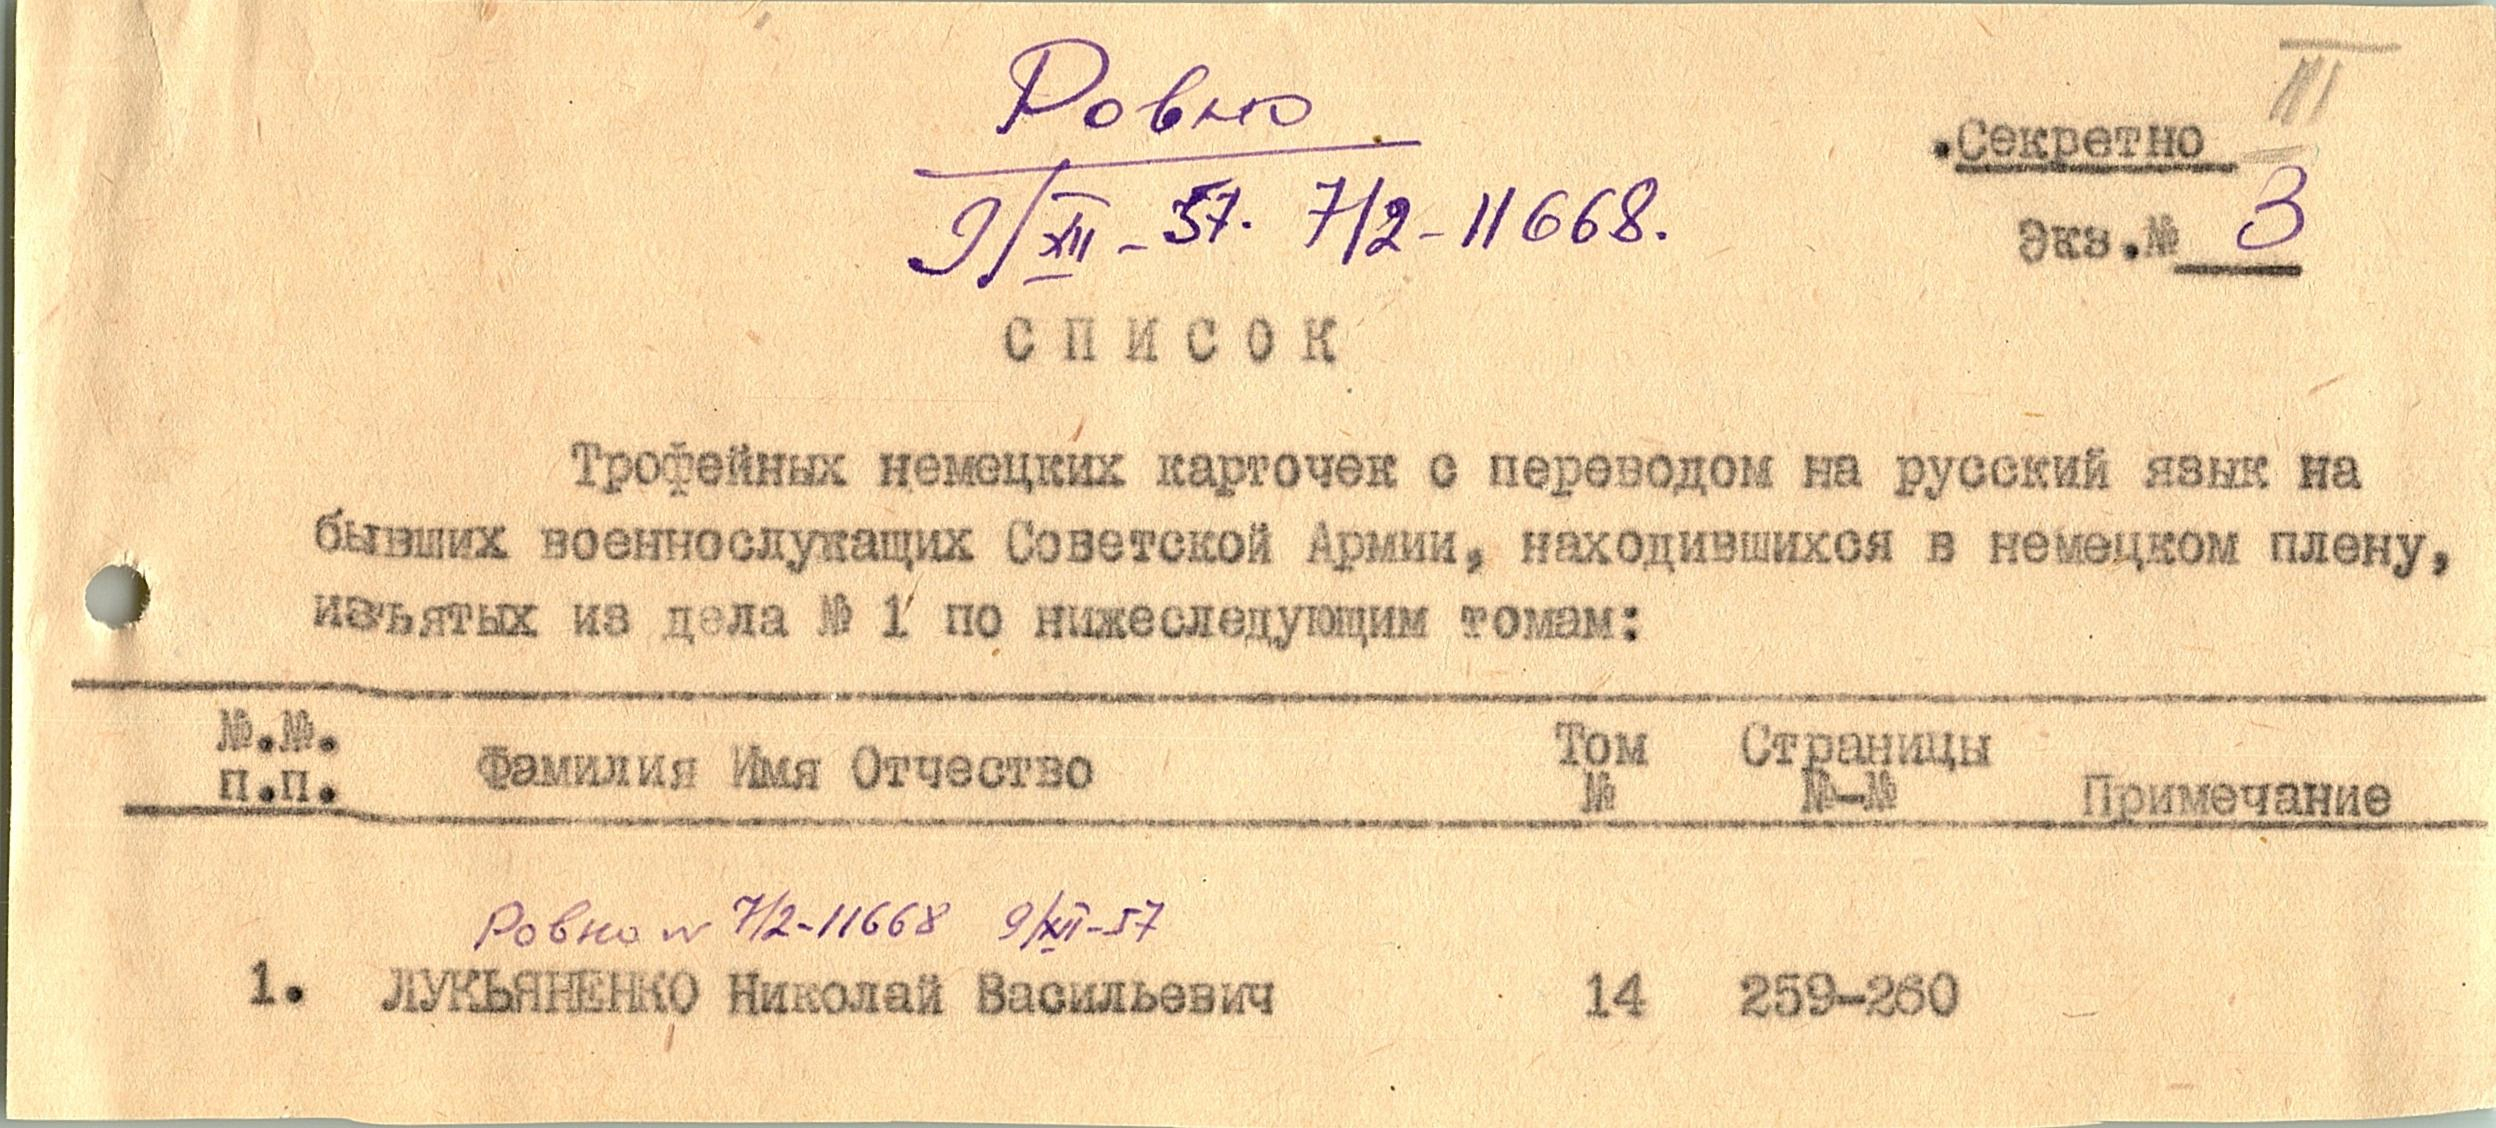 III
Ровно
Секретно
9/XII-57. 7/2-11668.
Экз.№ 3
СПИСОК
Трофейных немецких карточек с переводом на русский язык на
бывших военнослужащих Советской Армии, находившихся в немецком плену,
изъятых из дела № 1 по нижеследующим томам:
№.№. п.п.
Фамилия Имя Отчество
Том №
Страницы №-№
Примечание
Ровно № 7/2-11668 9/XII-57
1. ЛУКЬЯНЕНКО Николай Васильевич 14 259-260